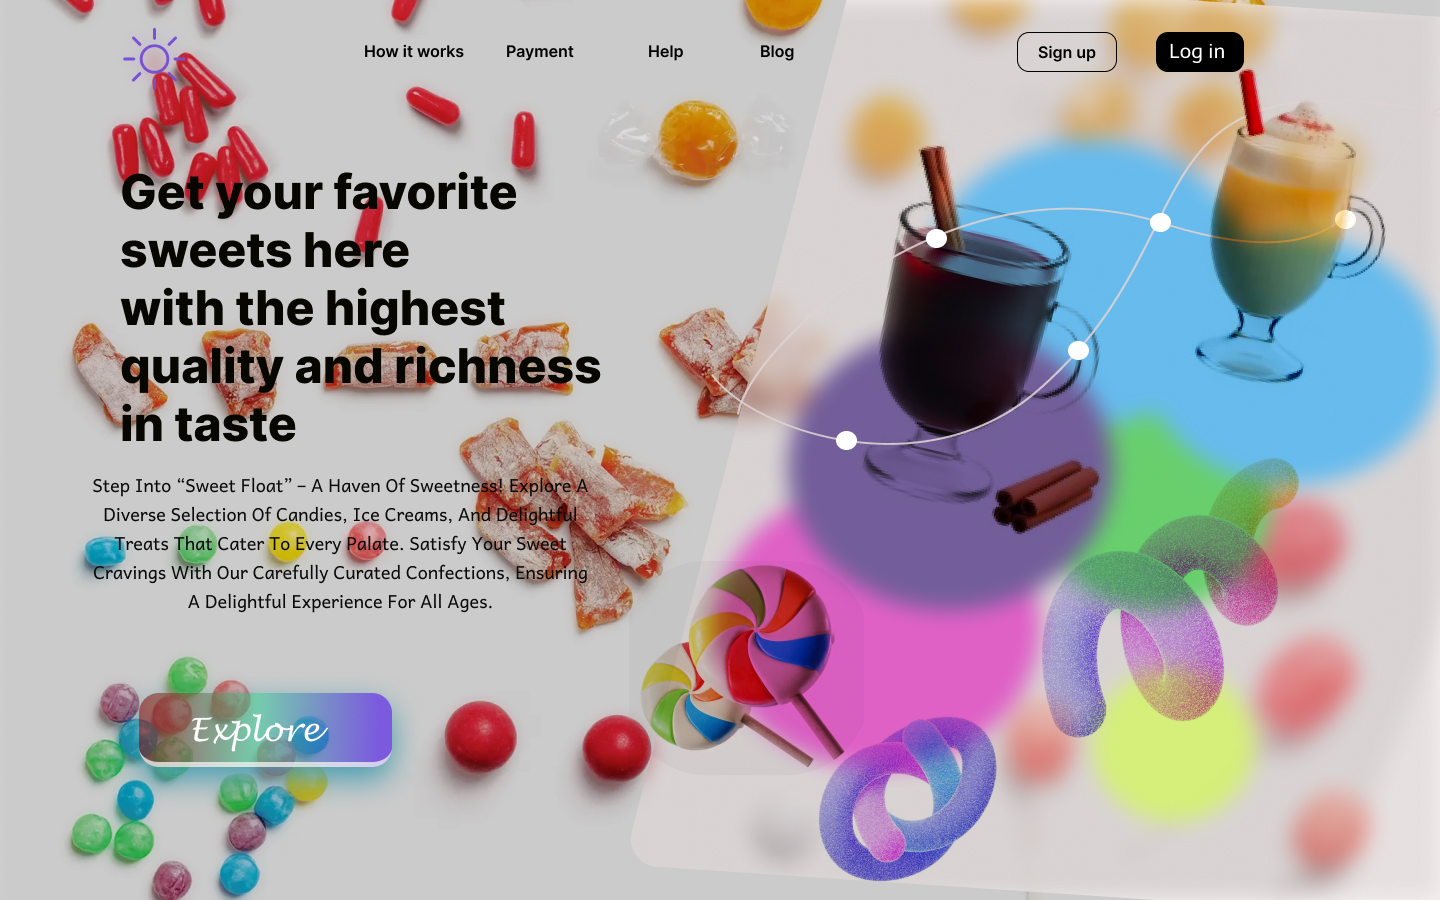 How it works Payment Help Blog Sign up Log in
Get your favorite
sweets here
with the highest
quality and richness
in taste
Step Into “Sweet Float” – A Haven Of Sweetness! Explore A
Diverse Selection Of Candies, Ice Creams, And Delightful
Treats That Cater To Every Palate. Satisfy Your Sweet
Cravings With Our Carefully Curated Confections, Ensuring
A Delightful Experience For All Ages.
Explore